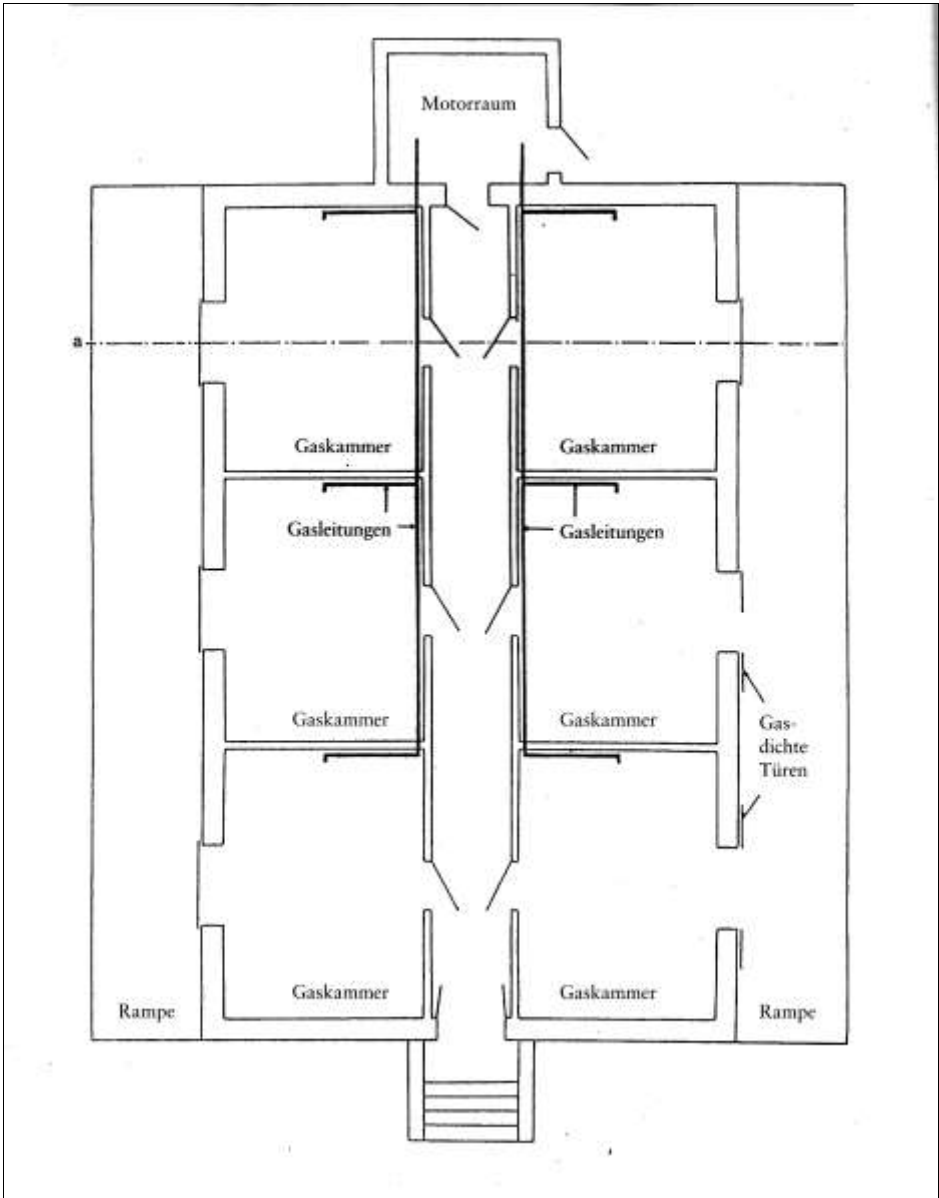 Motorraum
a
Gaskammer
Gaskammer
Gasleitungen
Gasleitungen
Gaskammer
Gaskammer
Gas-
dichte
Türen
Gaskammer
Gaskammer
Rampe
Rampe